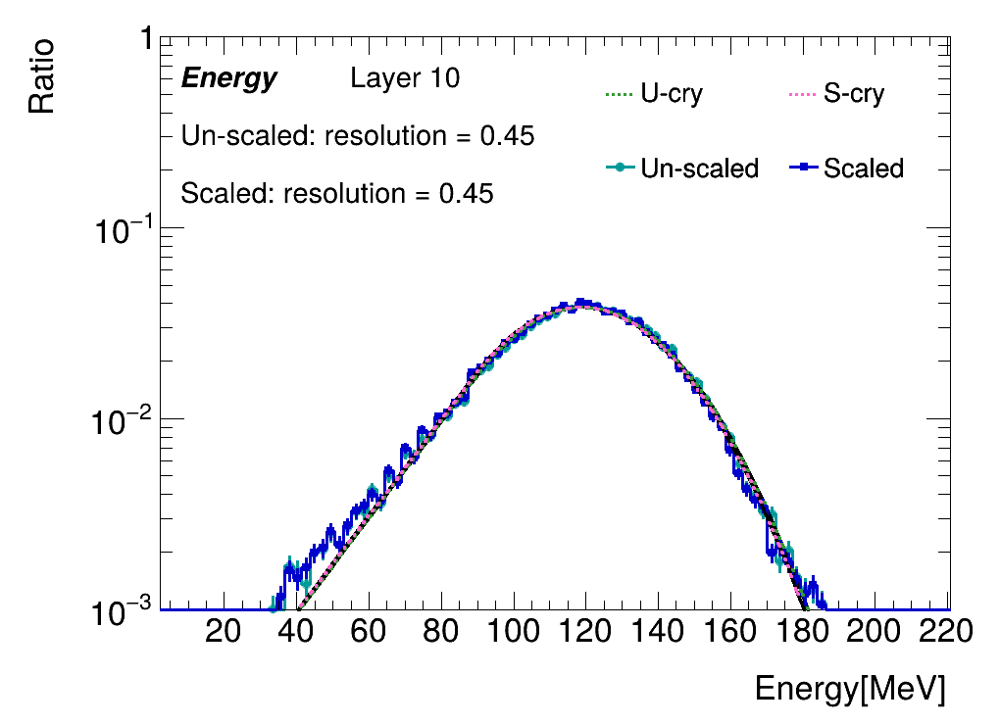 Ratio
Energy Layer 10
Un-scaled: resolution = 0.45
Scaled: resolution = 0.45
U-cry S-cry
Un-scaled Scaled
1
10⁻¹
10⁻²
10⁻³
20 40 60 80 100 120 140 160 180 200 220
Energy[MeV]